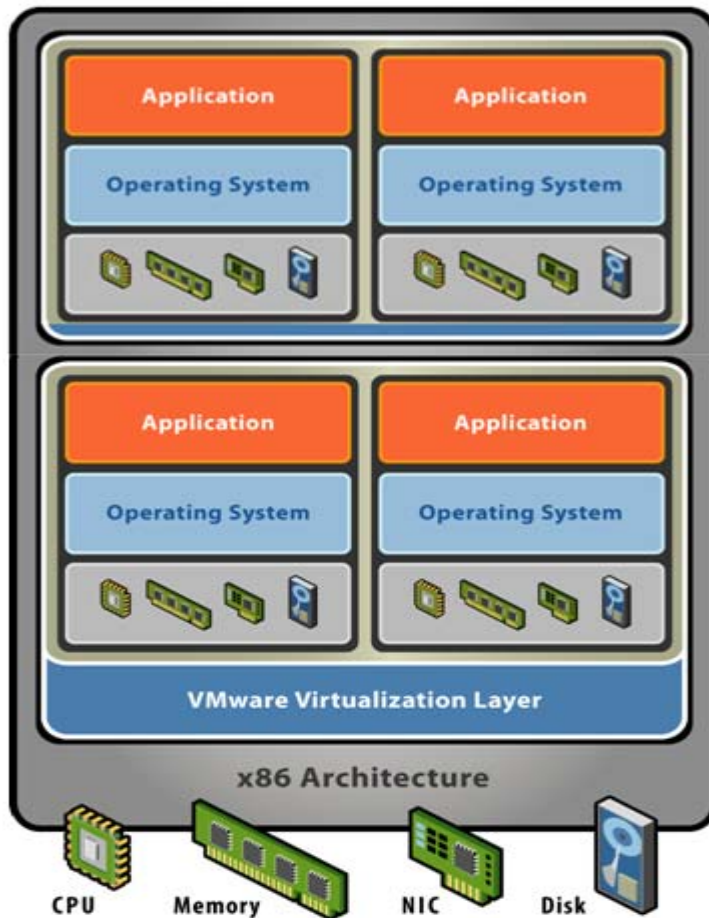 Application Application
Operating System Operating System
Application Application
Operating System Operating System
VMware Virtualization Layer
x86 Architecture
CPU Memory NIC Disk